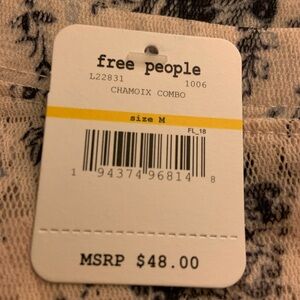 free people
L22831 1006
CHAMOIX COMBO
size M
FL_18
1 94374 96814 8
MSRP $48.00